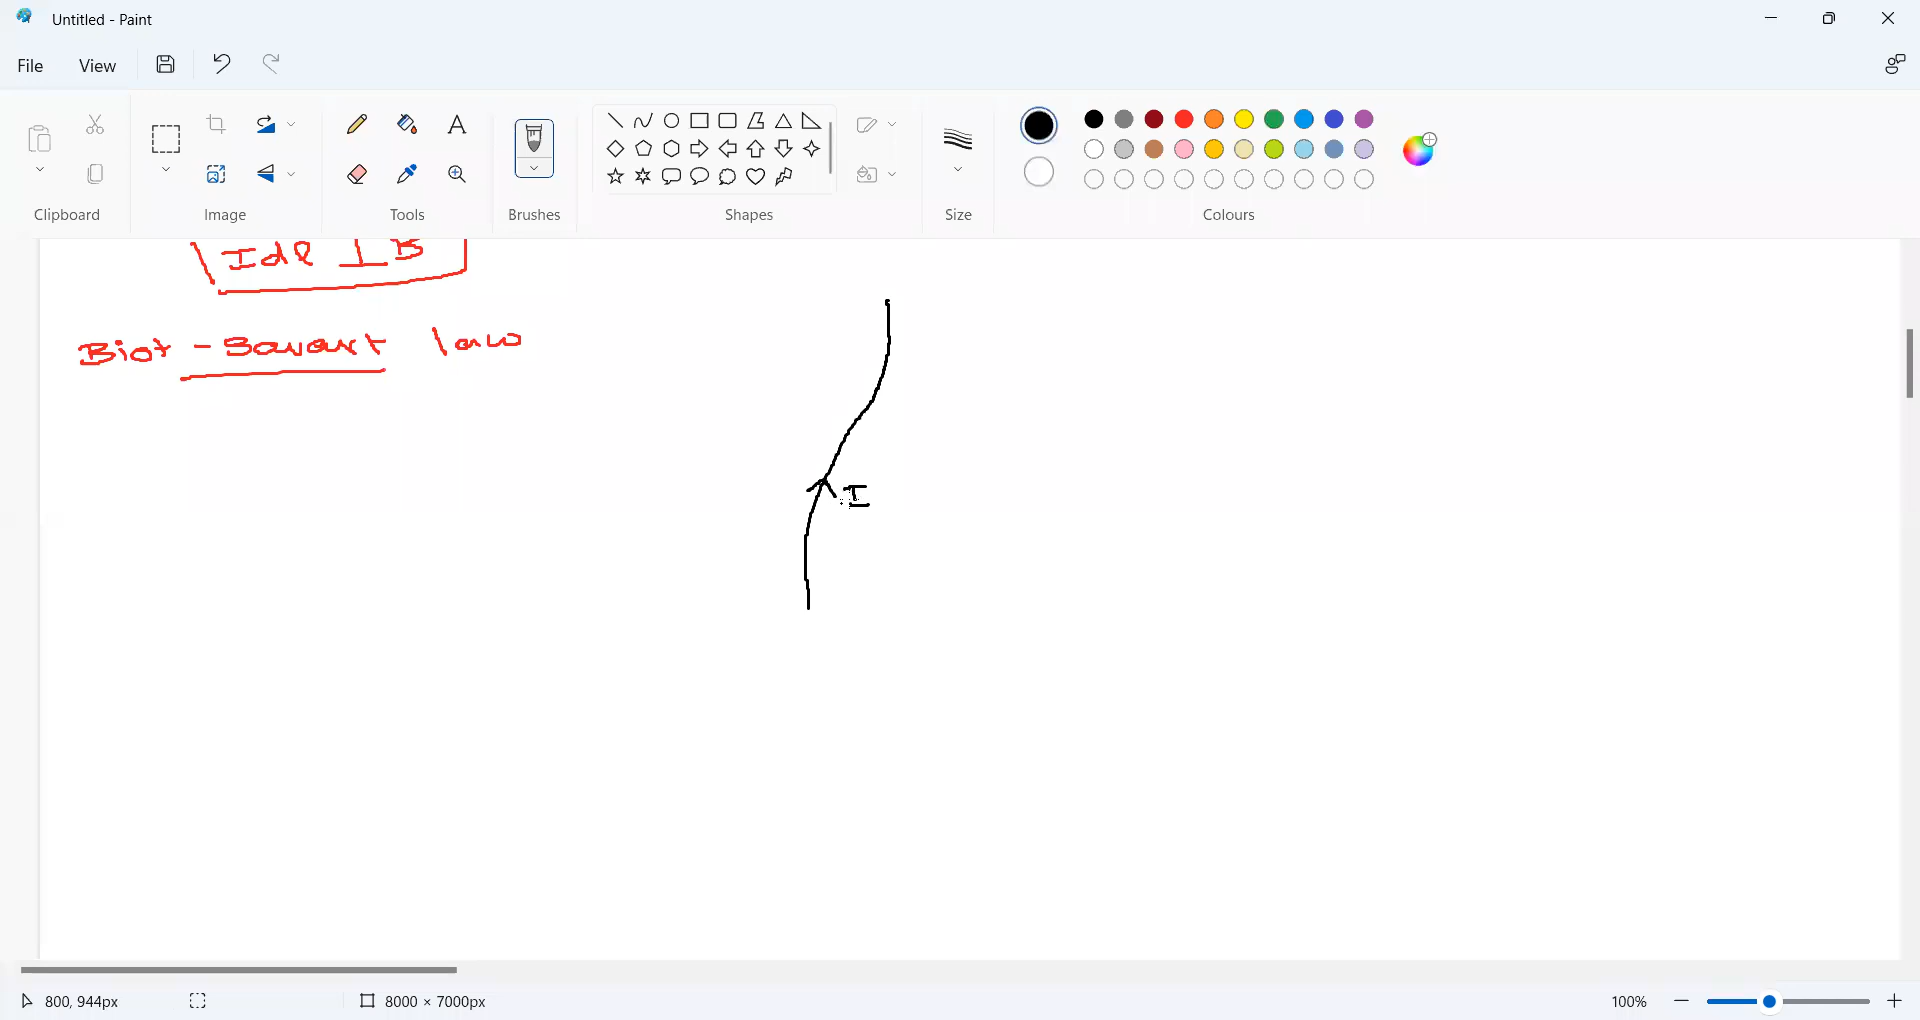 Untitled - Paint
File View
Clipboard Image Tools Brushes Shapes Size Colours
Idl ⊥ B
Biot - Savart law
I
800, 944px 8000 × 7000px 100%